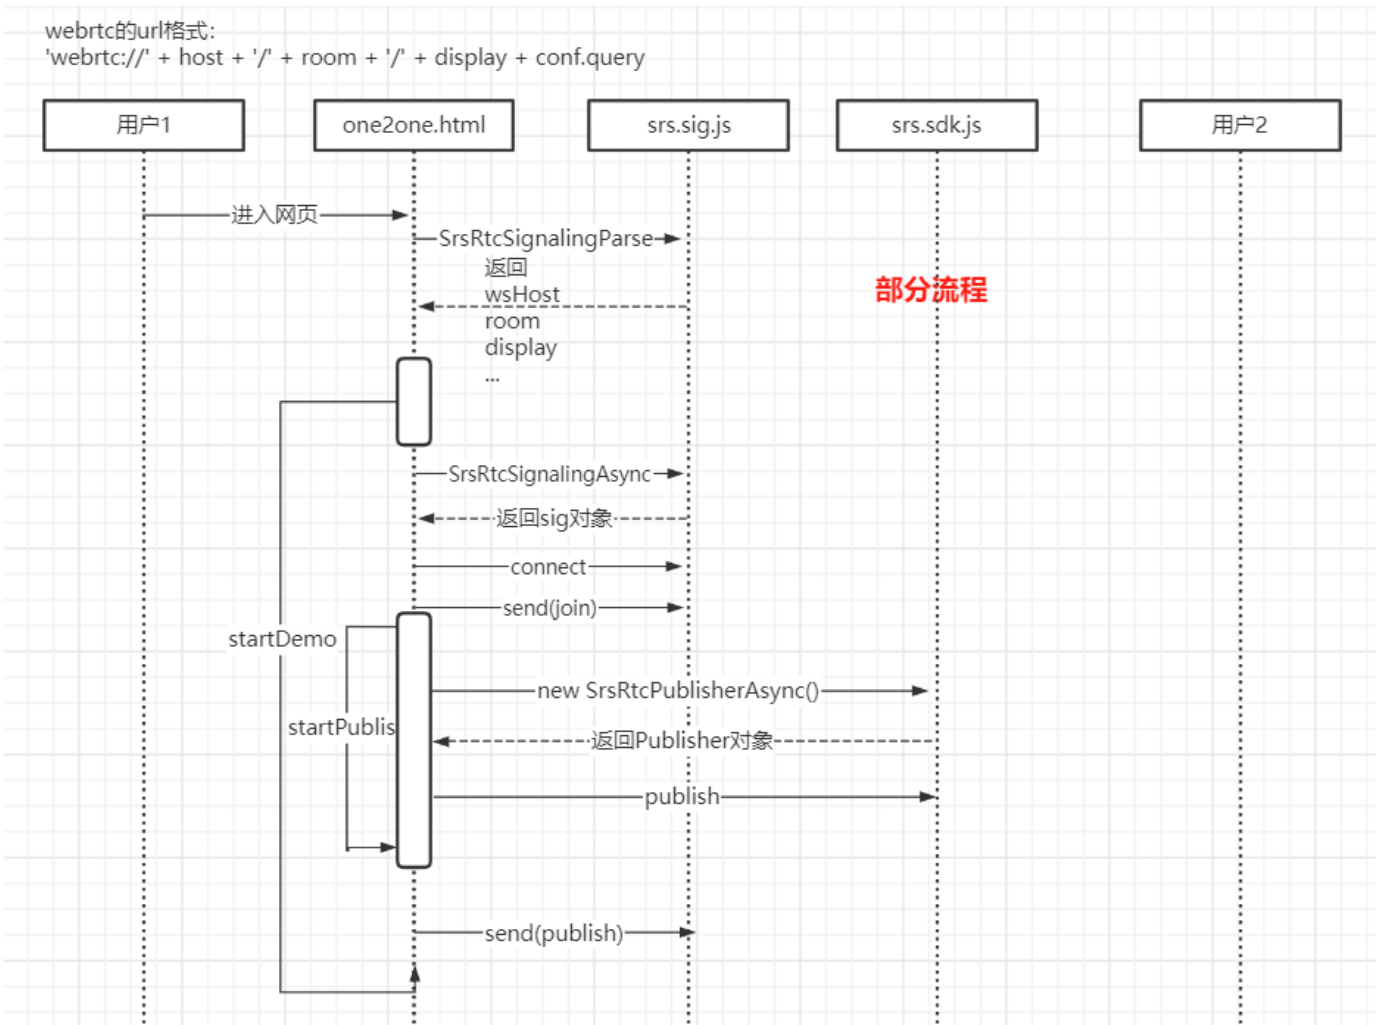 webrtc的url格式：
'webrtc://' + host + '/' + room + '/' + display + conf.query
用户1
one2one.html
srs.sig.js
srs.sdk.js
用户2
进入网页
SrsRtcSignalingParse
返回
wsHost
room
display
...
部分流程
SrsRtcSignalingAsync
返回sig对象
connect
send(join)
startDemo
new SrsRtcPublisherAsync()
startPublis
返回Publisher对象
publish
send(publish)